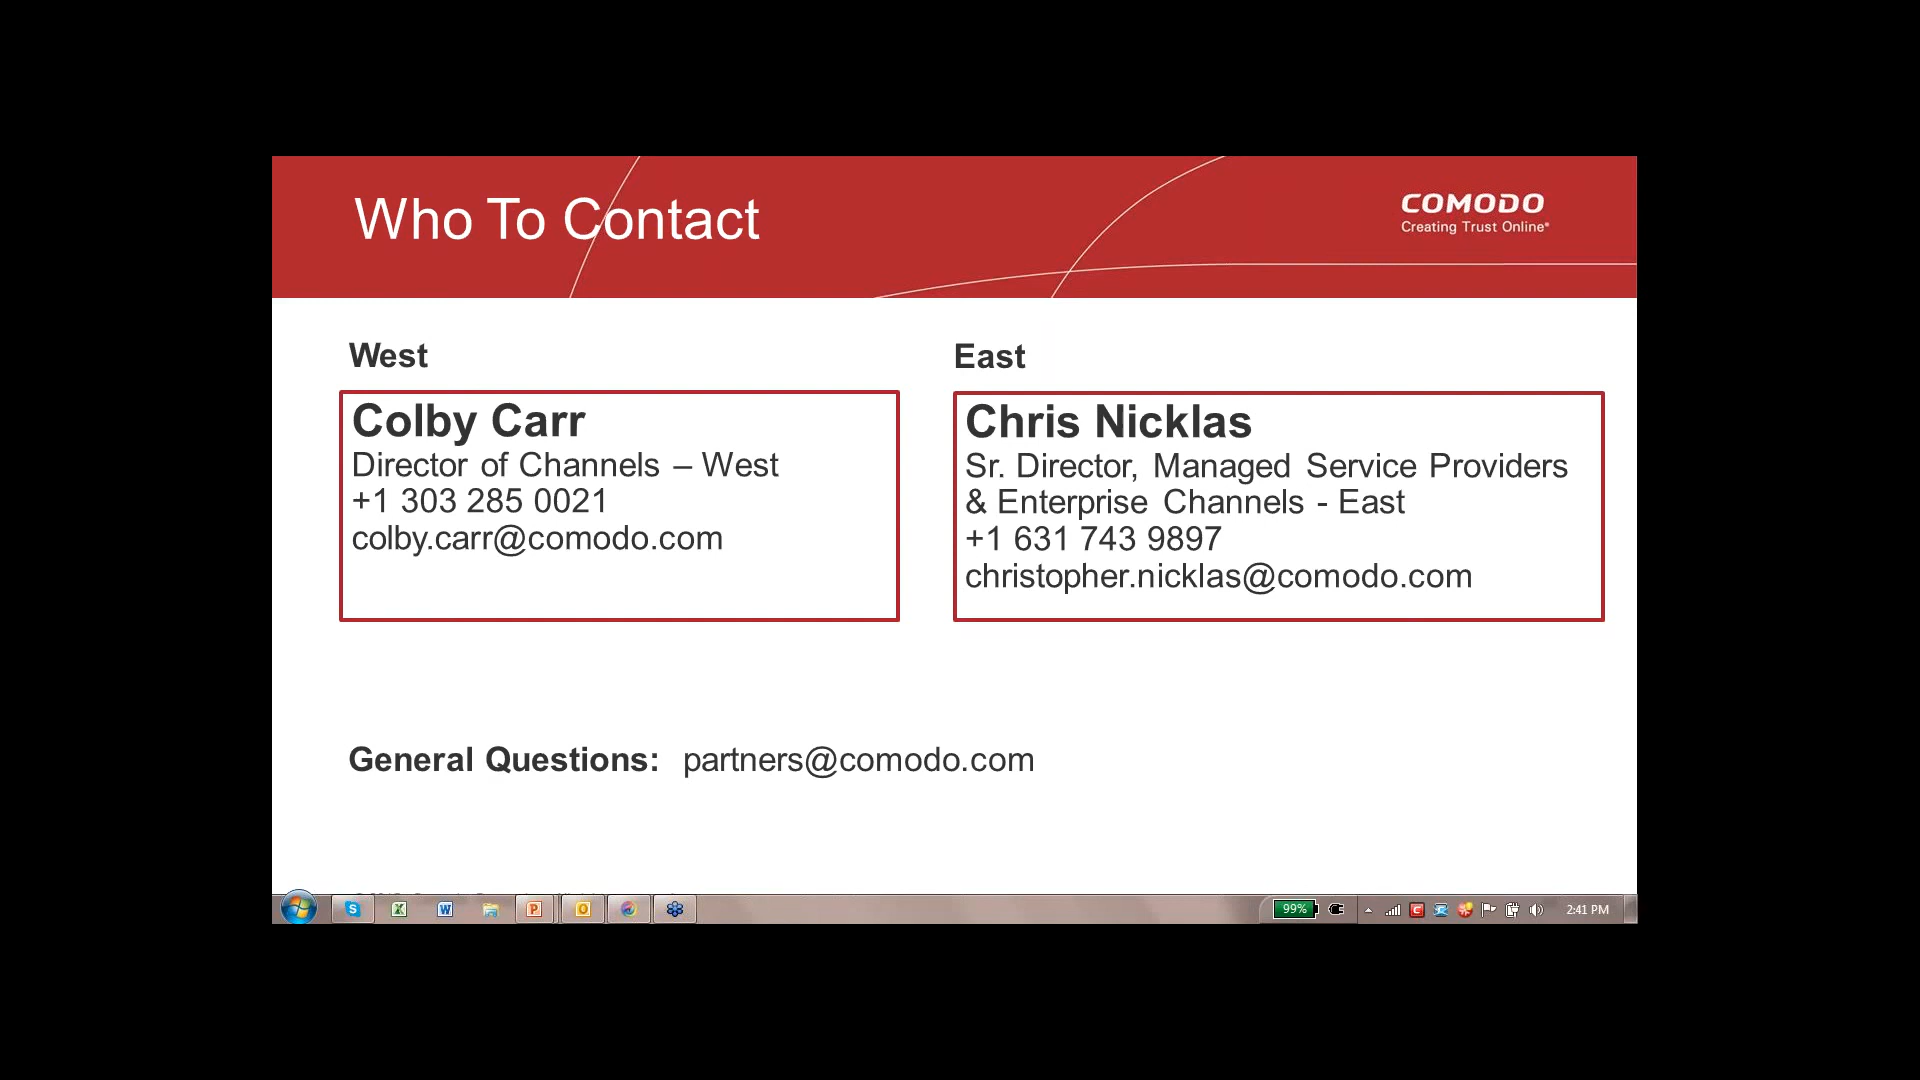 Who To Contact
COMODO
Creating Trust Online®
West
Colby Carr
Director of Channels – West
+1 303 285 0021
colby.carr@comodo.com
East
Chris Nicklas
Sr. Director, Managed Service Providers
& Enterprise Channels - East
+1 631 743 9897
christopher.nicklas@comodo.com
General Questions: partners@comodo.com
99%
2:41 PM